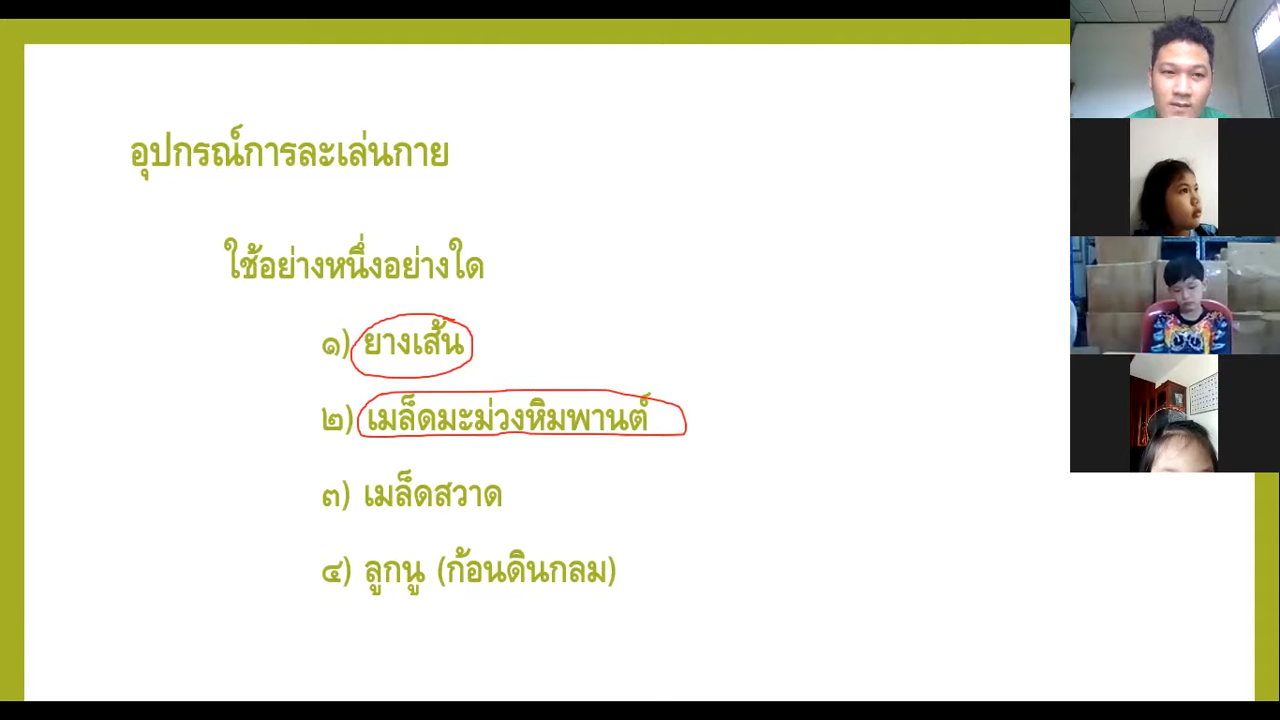 อุปกรณ์การละเล่นกาย
ใช้อย่างหนึ่งอย่างใด
๑) ยางเส้น
๒) เมล็ดมะม่วงหิมพานต์
๓) เมล็ดสวาด
๔) ลูกนู (ก้อนดินกลม)